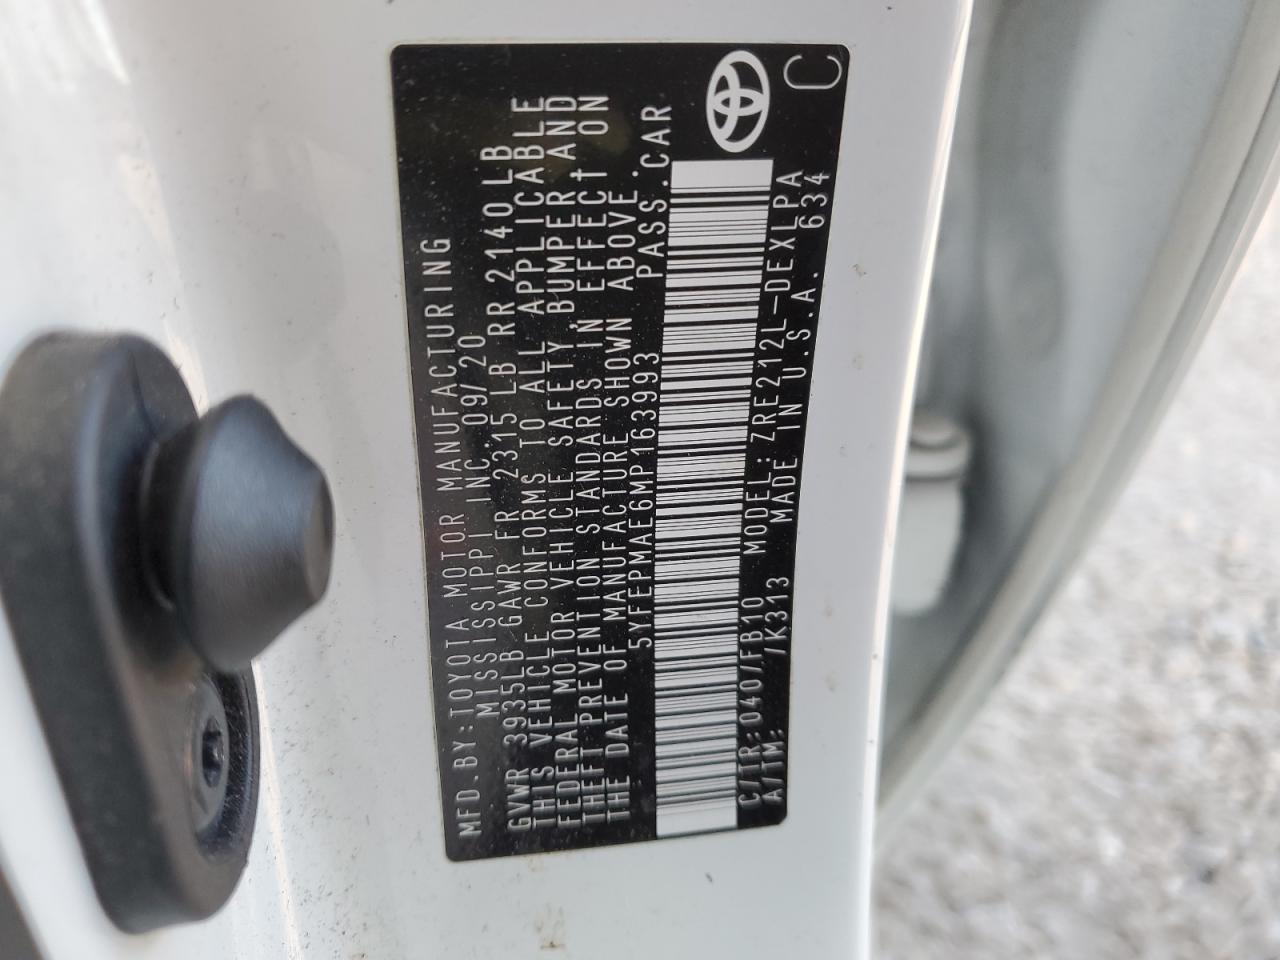 MFD.BY:TOYOTA MOTOR MANUFACTURING
MISSISSIPPI INC 09/20
GVWR 3935LB GAWR FR 2315 LB RR 2140 LB
THIS VEHICLE CONFORMS TO ALL APPLICABLE
FEDERAL MOTOR VEHICLE SAFETY, BUMPER AND
THEFT PREVENTION STANDARDS IN EFFECT ON
THE DATE OF MANUFACTURE SHOWN ABOVE.
5YFEPMAE6MP163993 PASS.CAR
C/TR:040/FB10 MODEL:ZRE212L-DEXLPA
A/TM: /K313 MADE IN U.S.A. 634
C